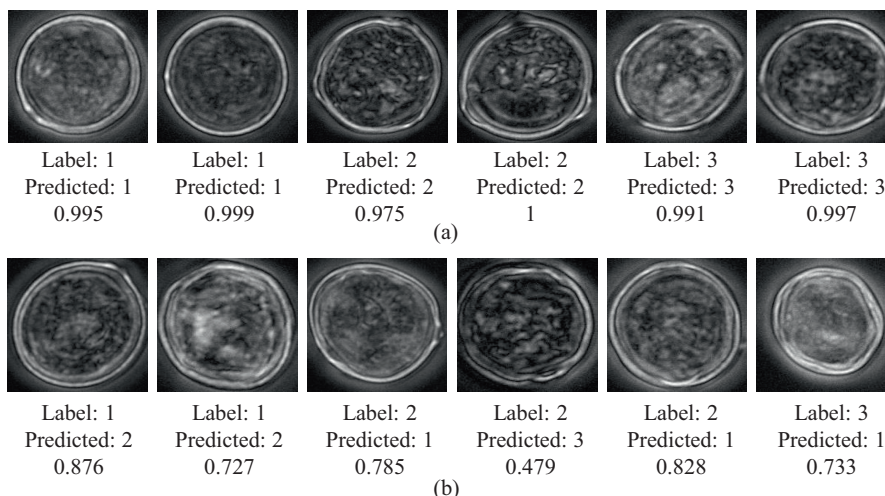 Label: 1 Label: 1 Label: 2 Label: 2 Label: 3 Label: 3
Predicted: 1 Predicted: 1 Predicted: 2 Predicted: 2 Predicted: 3 Predicted: 3
0.995 0.999 0.975 1 0.991 0.997
(a)
Label: 1 Label: 1 Label: 2 Label: 2 Label: 2 Label: 3
Predicted: 2 Predicted: 2 Predicted: 1 Predicted: 3 Predicted: 1 Predicted: 1
0.876 0.727 0.785 0.479 0.828 0.733
(b)